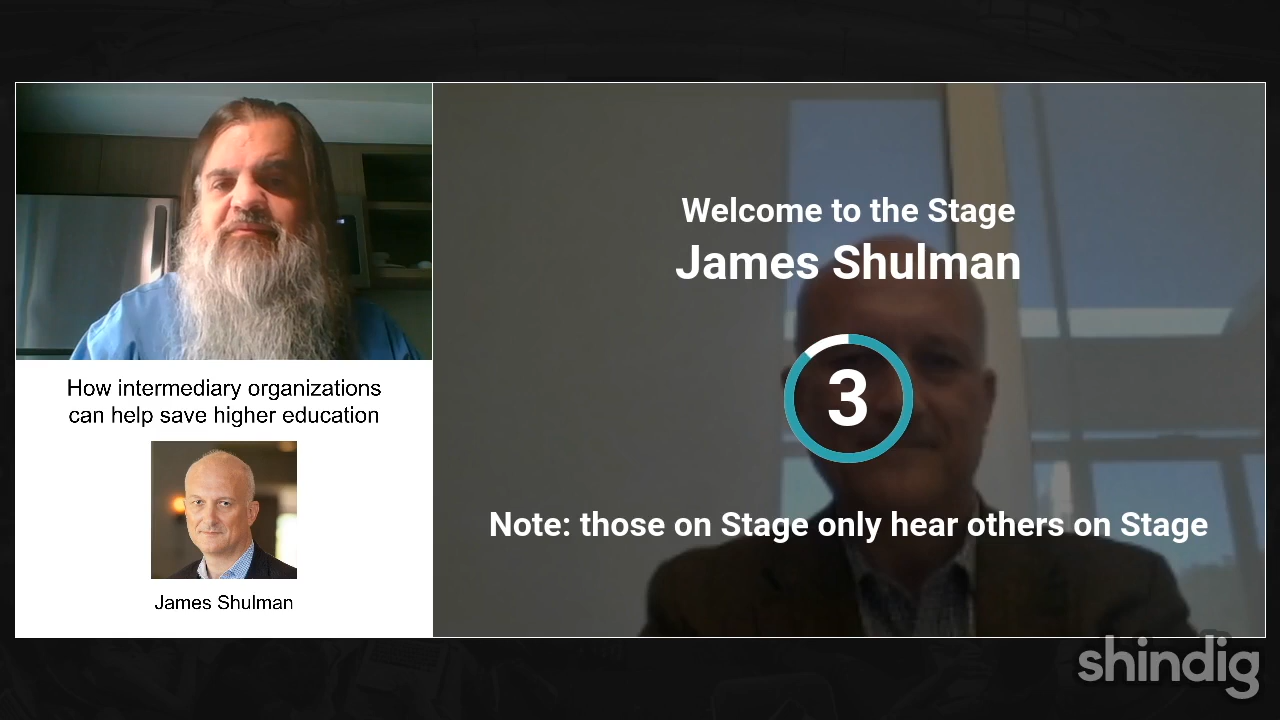 How intermediary organizations
can help save higher education
James Shulman
Welcome to the Stage
James Shulman
3
Note: those on Stage only hear others on Stage
shindig